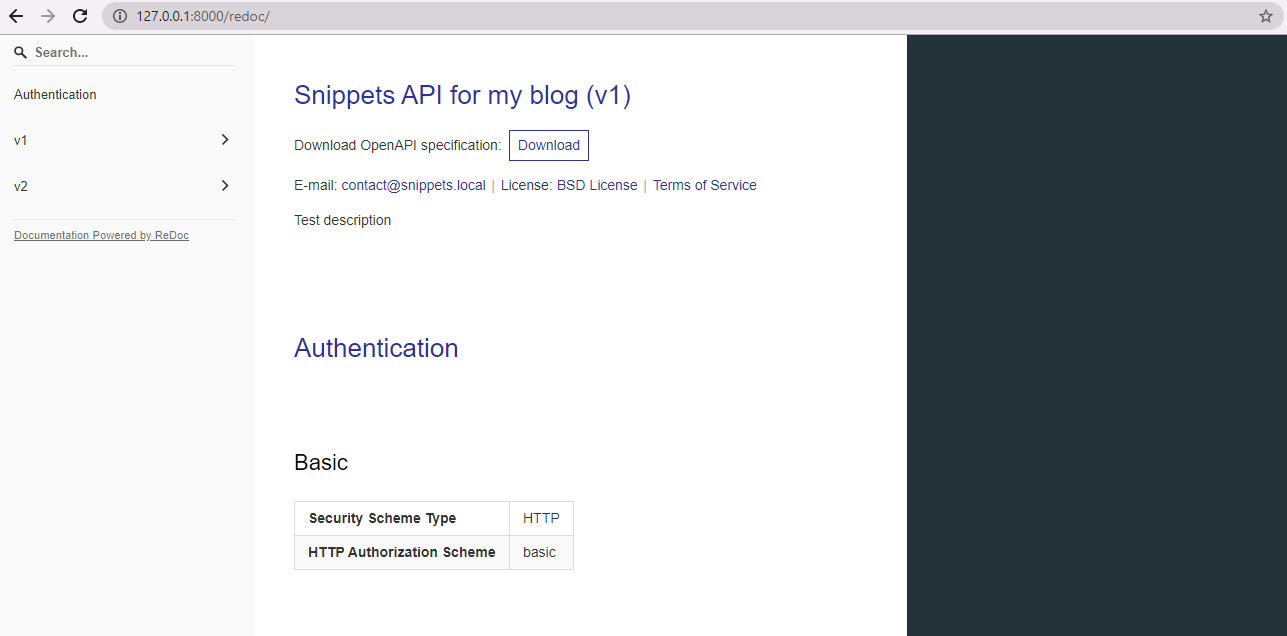 127.0.0.1:8000/redoc/
Search...
Authentication
v1
v2
Documentation Powered by ReDoc
Snippets API for my blog (v1)
Download OpenAPI specification: Download
E-mail: contact@snippets.local | License: BSD License | Terms of Service
Test description
Authentication
Basic
Security Scheme Type HTTP
HTTP Authorization Scheme basic